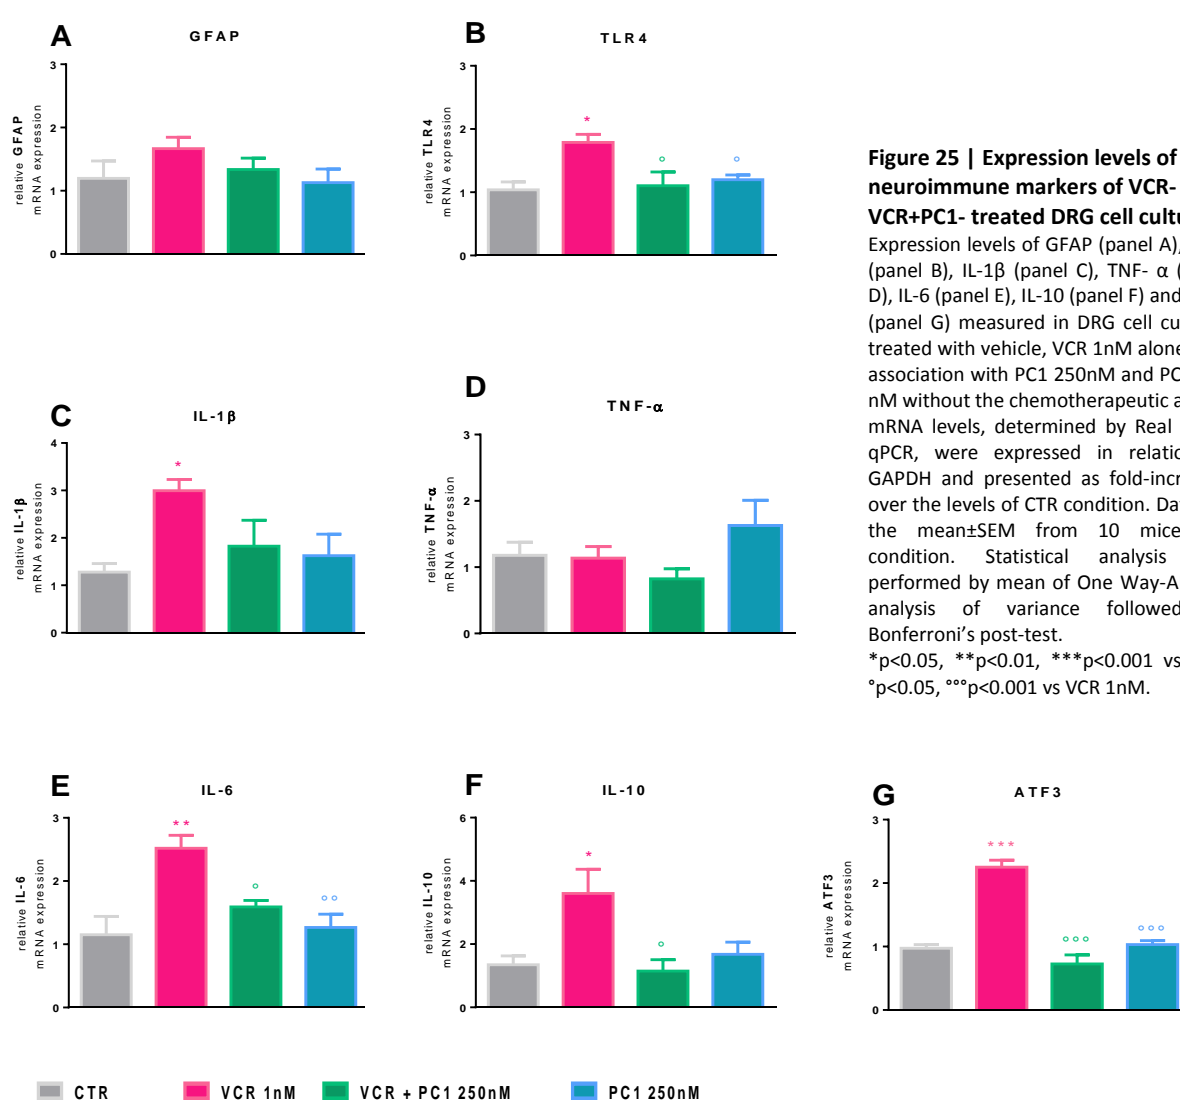 A
GFAP
relative GFAP
mRNA expression
3
2
1
0
B
TLR4
relative TLR4
mRNA expression
3
2
1
0
*
°
°
Figure 25 | Expression levels of
neuroimmune markers of VCR-
VCR+PC1- treated DRG cell
Expression levels of GFAP (panel A),
(panel B), IL-1β (panel C), TNF- α (
D), IL-6 (panel E), IL-10 (panel F) and
(panel G) measured in DRG cell
treated with vehicle, VCR 1nM alone
association with PC1 250nM and
nM without the chemotherapeutic
mRNA levels, determined by Real
qPCR, were expressed in
GAPDH and presented as
over the levels of CTR condition.
the mean±SEM from 10 mice
condition. Statistical analysis
performed by mean of One
analysis of variance followed
Bonferroni's post-test.
*p<0.05, **p<0.01, ***p<0.001 vs
°p<0.05, °°°p<0.001 vs VCR 1nM.
C
IL-1β
relative IL-1β
mRNA expression
4
3
2
1
0
*
D
TNF-α
relative TNF-α
mRNA expression
3
2
1
0
E
IL-6
relative IL-6
mRNA expression
3
2
1
0
**
°
°°
F
IL-10
relative IL-10
mRNA expression
6
4
2
0
*
°
G
ATF3
relative ATF3
mRNA expression
3
2
1
0
***
°°°
°°°
CTR VCR 1nM VCR + PC1 250nM PC1 250nM